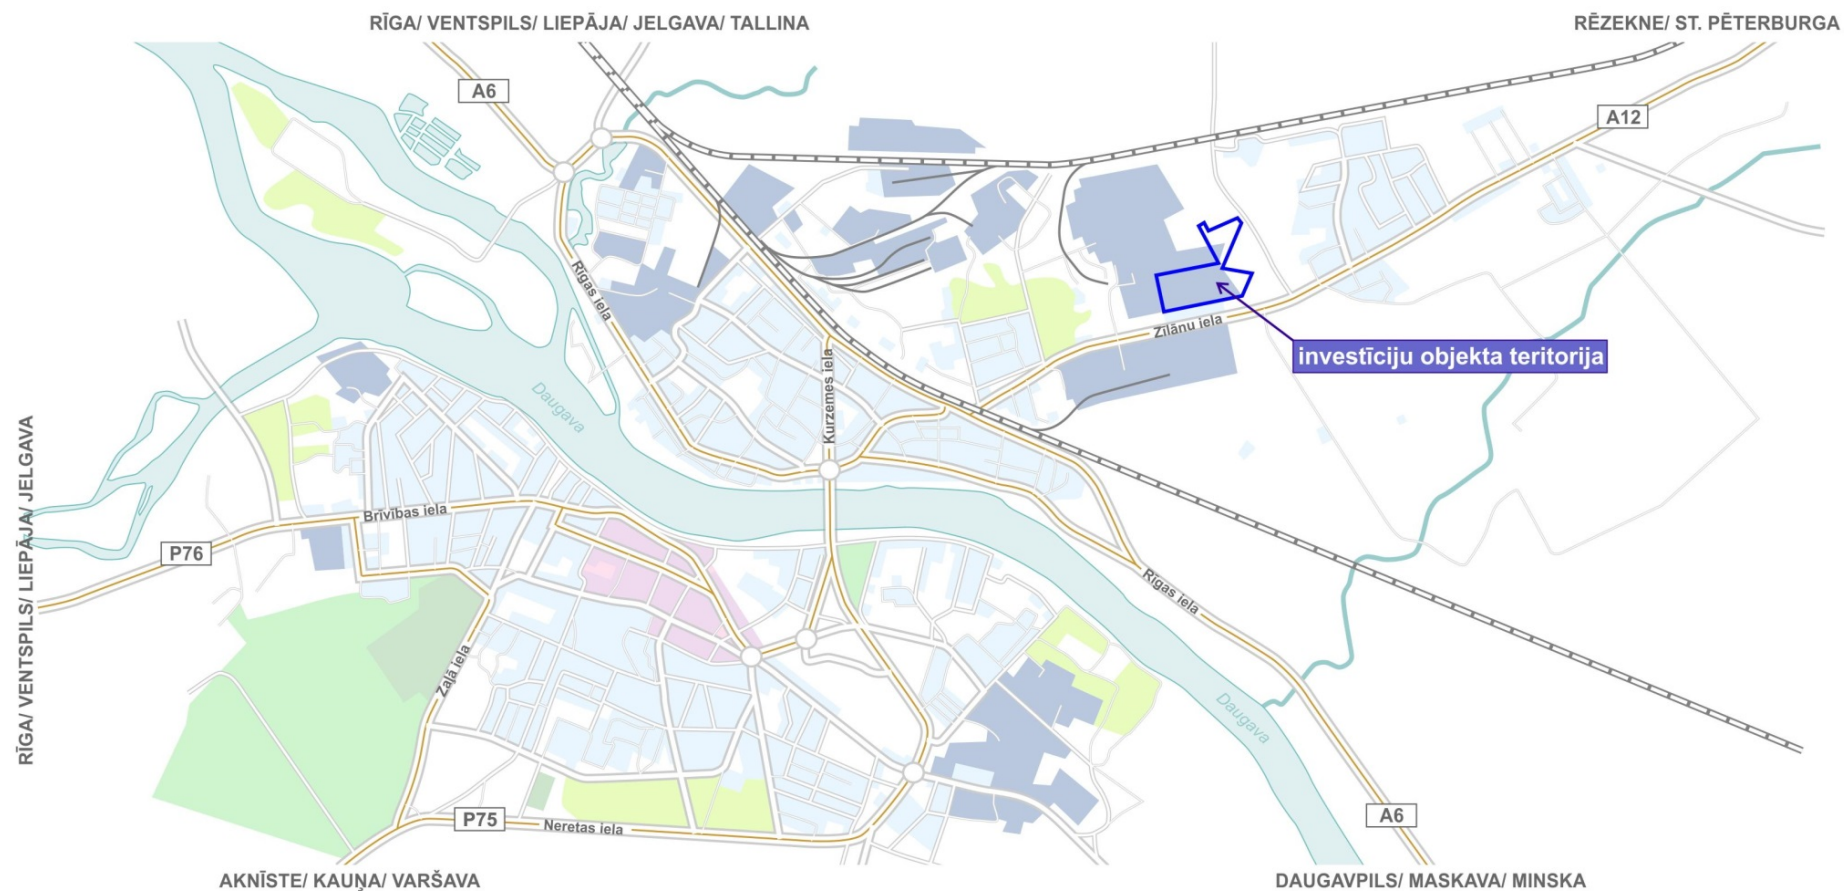 RĪGA/ VENTSPILS/ LIEPĀJA/ JELGAVA/ TALLINA
RĒZEKNE/ ST. PĒTERBURGA
A6
A12
Rīgas iela
Zīlānu iela
investīciju objekta teritorija
Kurzemes iela
Daugava
RĪGA/ VENTSPILS/ LIEPĀJA/ JELGAVA
Brīvības iela
P76
Rīgas iela
Zaļā iela
Daugava
P75
Neretas iela
A6
AKNĪSTE/ KAUŅA/ VARŠAVA
DAUGAVPILS/ MASKAVA/ MINSKA